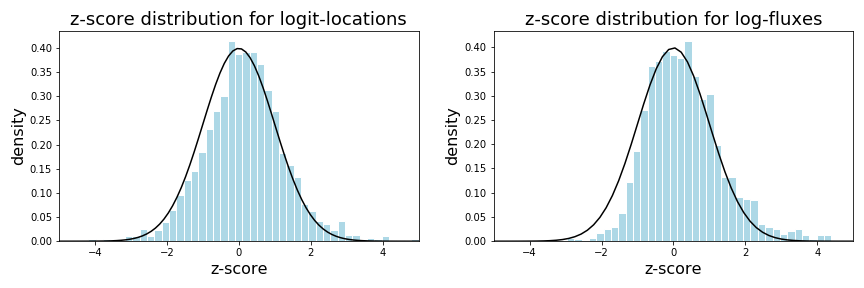 z-score distribution for logit-locations
density
0.40
0.35
0.30
0.25
0.20
0.15
0.10
0.05
0.00
−4 −2 0 2 4
z-score
z-score distribution for log-fluxes
density
0.40
0.35
0.30
0.25
0.20
0.15
0.10
0.05
0.00
−4 −2 0 2 4
z-score